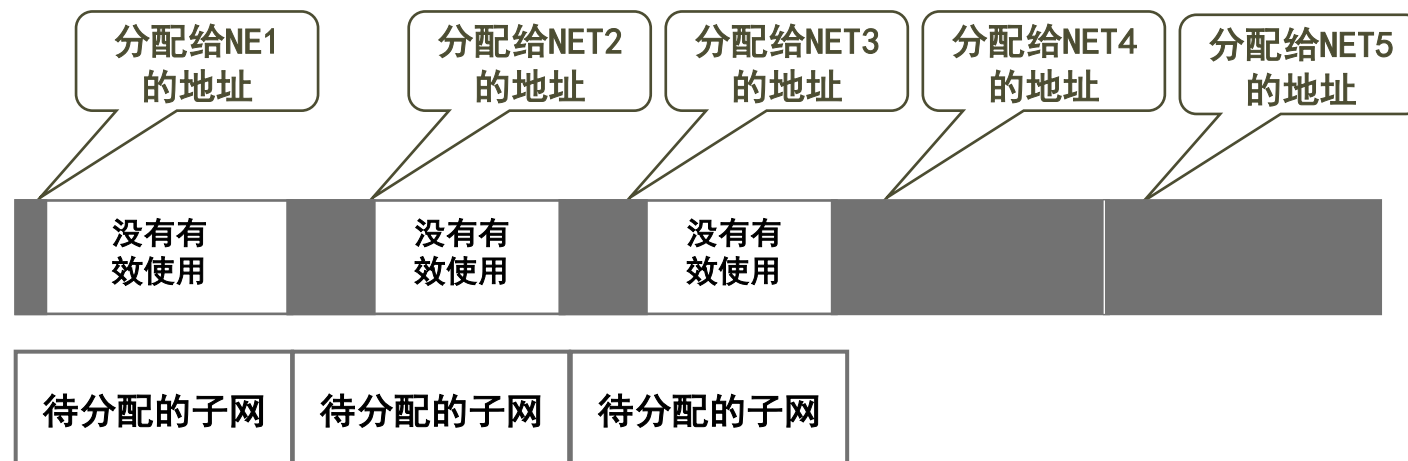 分配给NE1
的地址
分配给NET2
的地址
分配给NET3
的地址
分配给NET4
的地址
分配给NET5
的地址
没有有
效使用
没有有
效使用
没有有
效使用
待分配的子网
待分配的子网
待分配的子网